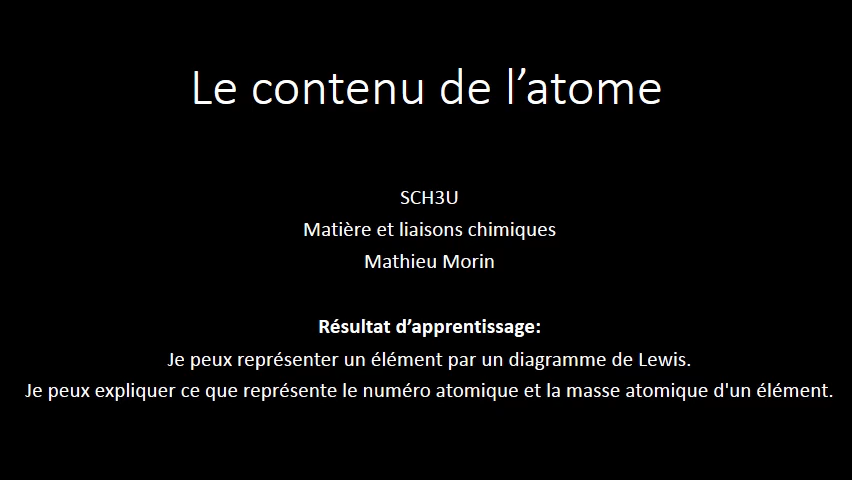 Le contenu de l’atome
SCH3U
Matière et liaisons chimiques
Mathieu Morin
Résultat d’apprentissage:
Je peux représenter un élément par un diagramme de Lewis.
Je peux expliquer ce que représente le numéro atomique et la masse atomique d'un élément.